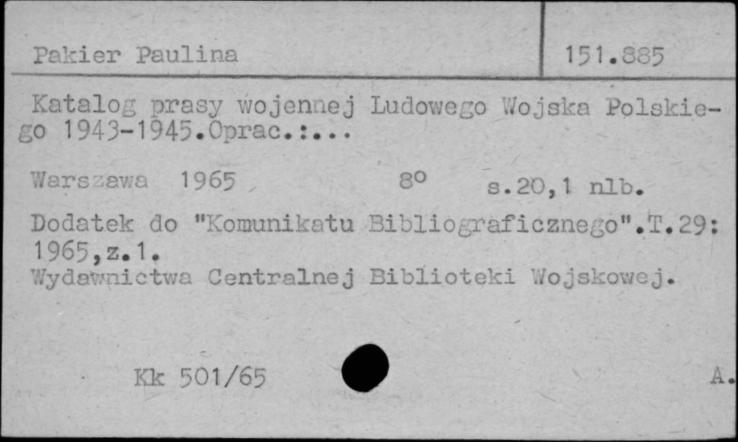 Pakier Paulina 151.885
Katalog prasy wojennej Ludowego Wojska Polskie-
go 1943-1945.Oprac.:...
Warszawa 1965 8° s.20,1 nlb.
Dodatek do "Komunikatu Bibliograficznego".T.29:
1965,z.1.
Wydawnictwa Centralnej Biblioteki Wojskowej.
Kk 501/65 A.